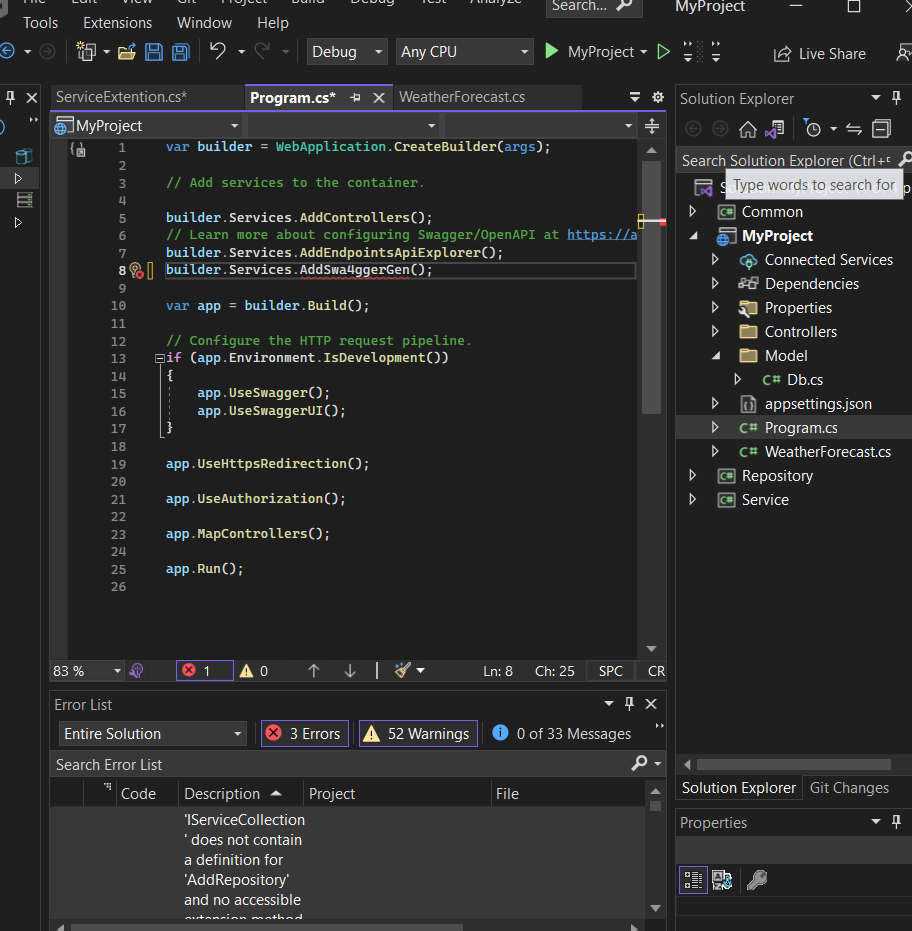 File Edit View Git Project Build Debug Test Analyze
Tools Extensions Window Help
Search... MyProject
Debug Any CPU MyProject Live Share
ServiceExtention.cs* Program.cs* WeatherForecast.cs
MyProject
1 var builder = WebApplication.CreateBuilder(args);
2
3 // Add services to the container.
4
5 builder.Services.AddControllers();
6 // Learn more about configuring Swagger/OpenAPI at https://a
7 builder.Services.AddEndpointsApiExplorer();
8 builder.Services.AddSwa4ggerGen();
9
10 var app = builder.Build();
11
12 // Configure the HTTP request pipeline.
13 if (app.Environment.IsDevelopment())
14 {
15 app.UseSwagger();
16 app.UseSwaggerUI();
17 }
18
19 app.UseHttpsRedirection();
20
21 app.UseAuthorization();
22
23 app.MapControllers();
24
25 app.Run();
26
83 % 1 0 Ln: 8 Ch: 25 SPC CR
Error List
Entire Solution 3 Errors 52 Warnings 0 of 33 Messages
Search Error List
Code Description Project File
'IServiceCollection
' does not contain
a definition for
'AddRepository'
and no accessible
extension method
Solution Explorer
Search Solution Explorer (Ctrl+
Type words to search for
Common
MyProject
Connected Services
Dependencies
Properties
Controllers
Model
C# Db.cs
appsettings.json
C# Program.cs
C# WeatherForecast.cs
Repository
Service
Solution Explorer Git Changes
Properties